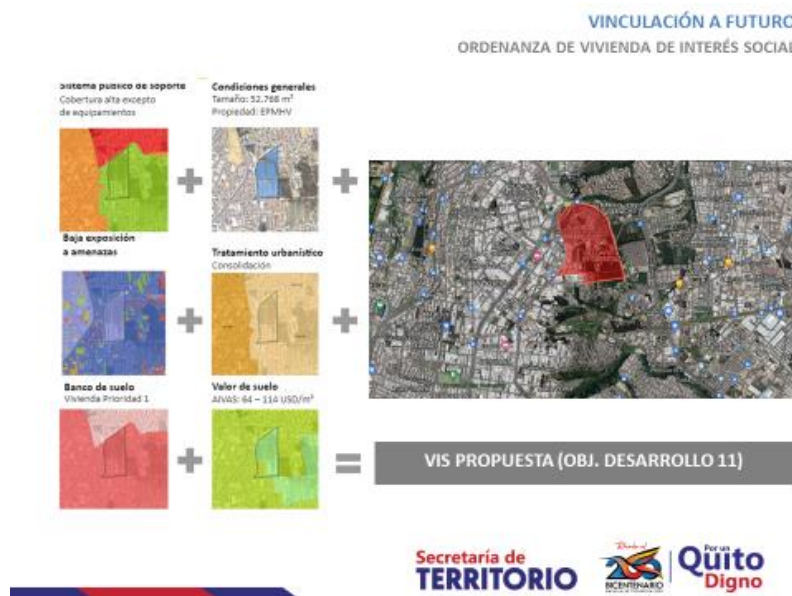 VINCULACIÓN A FUTURO
ORDENANZA DE VIVIENDA DE INTERÉS SOCIAL
Sistema público de soporte
Cobertura alta excepto
de equipamientos
Condiciones generales
Tamaño: 52.768 m²
Propiedad: EPMHV
Baja exposición
a amenazas
Tratamiento urbanístico
Consolidación
Banco de suelo
Vivienda Prioridad 1
Valor de suelo
AIVAS: 64 – 114 USD/m²
VIS PROPUESTA (OBJ. DESARROLLO 11)
Secretaría de
TERRITORIO
BICENTENARIO
Por un
Quito
Digno